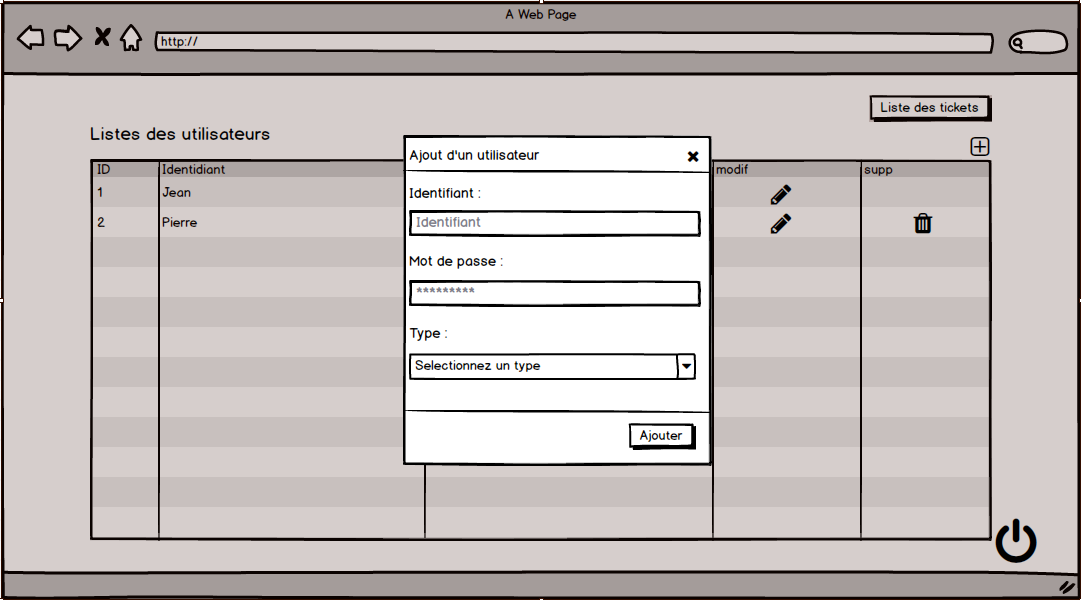 A Web Page
http://
Liste des tickets
Listes des utilisateurs
ID Identidiant modif supp
1 Jean
2 Pierre
Ajout d'un utilisateur
Identifiant :
Identifiant
Mot de passe :
*********
Type :
Selectionnez un type
Ajouter